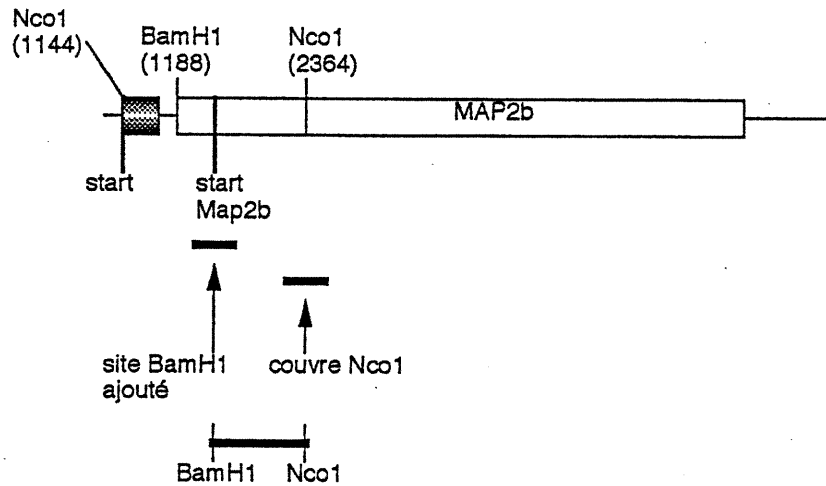 Nco1
(1144)
BamH1
(1188)
Nco1
(2364)
MAP2b
start
start
Map2b
site BamH1
ajouté
couvre Nco1
BamH1
Nco1